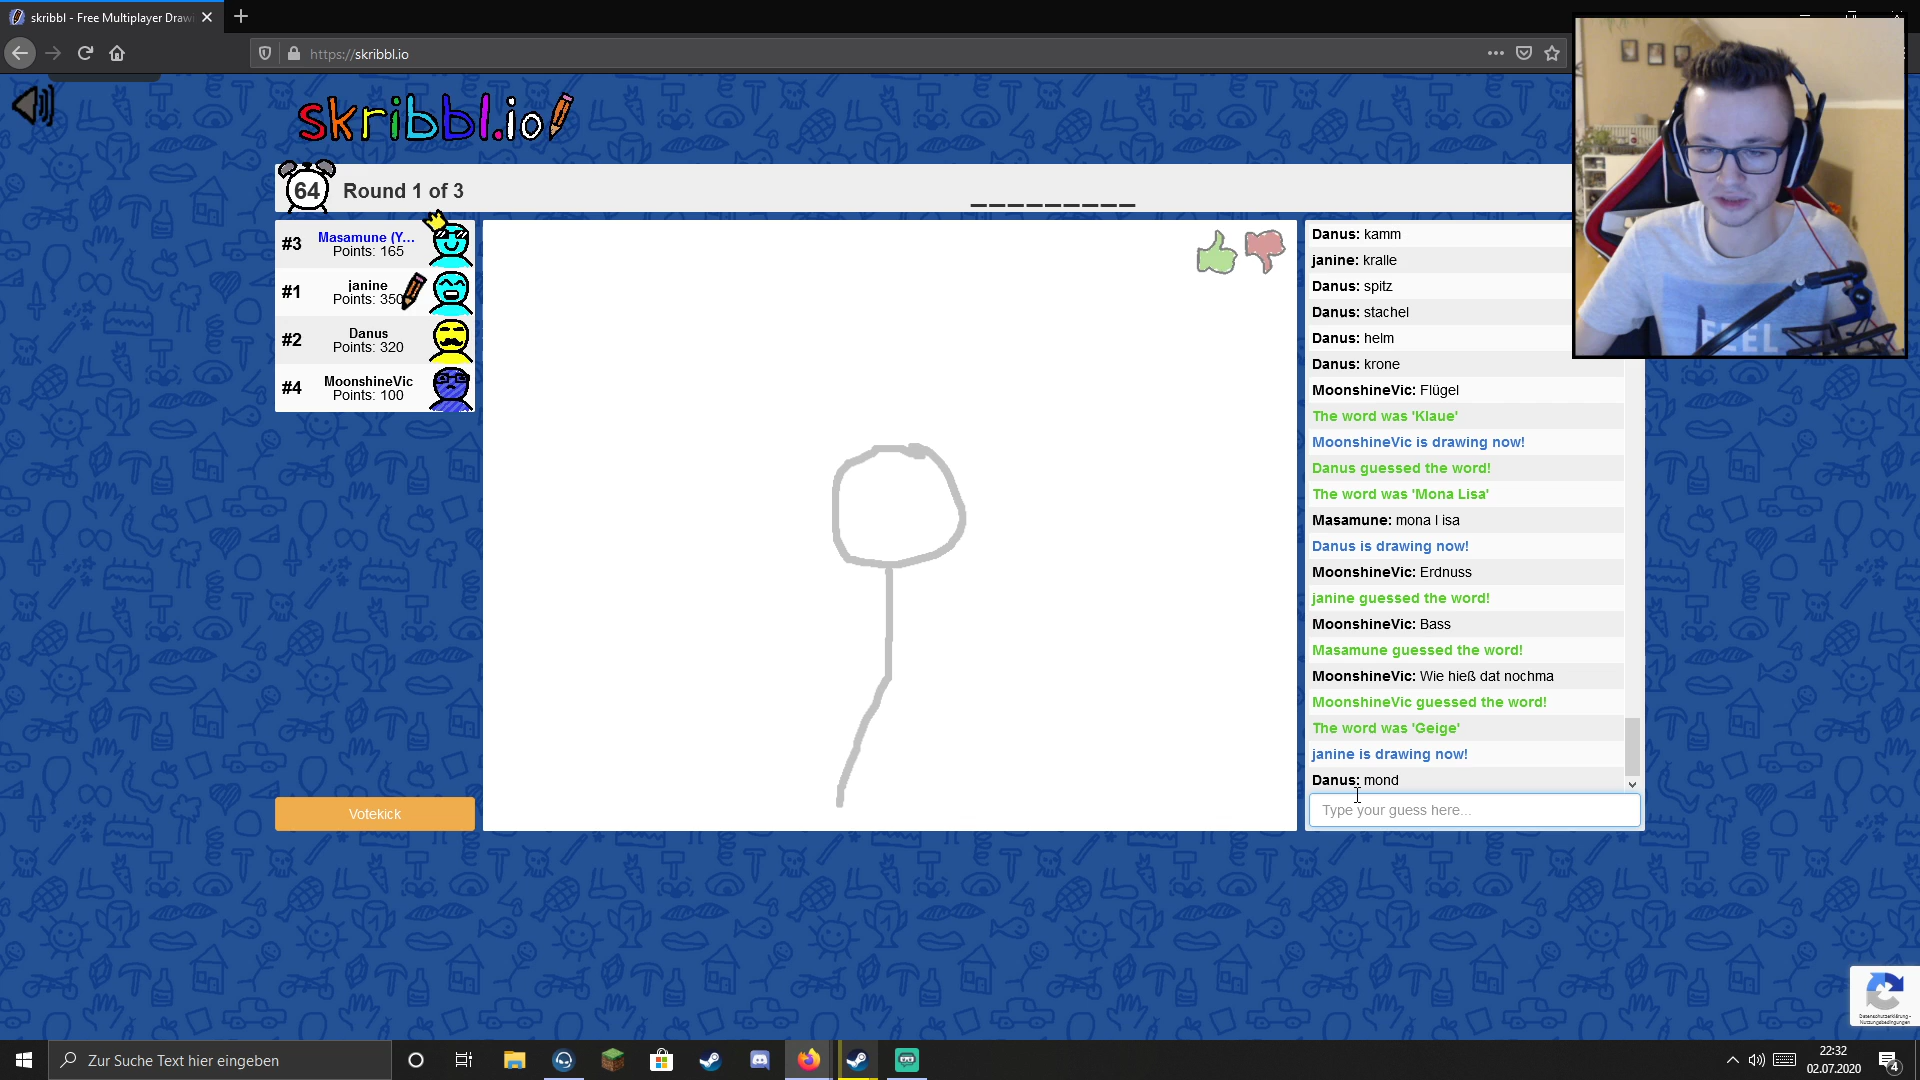 skribbl - Free Multiplayer Drawi
https://skribbl.io
skribbl.io
64
Round 1 of 3
_________
#3
Masamune (Y...
Points: 165
#1
janine
Points: 350
#2
Danus
Points: 320
#4
MoonshineVic
Points: 100
Votekick
Danus: kamm
janine: kralle
Danus: spitz
Danus: stachel
Danus: helm
Danus: krone
MoonshineVic: Flügel
The word was 'Klaue'
MoonshineVic is drawing now!
Danus guessed the word!
The word was 'Mona Lisa'
Masamune: mona l isa
Danus is drawing now!
MoonshineVic: Erdnuss
janine guessed the word!
MoonshineVic: Bass
Masamune guessed the word!
MoonshineVic: Wie hieß dat nochma
MoonshineVic guessed the word!
The word was 'Geige'
janine is drawing now!
Danus: mond
Type your guess here...
Datenschutzerklärung -
Nutzungsbedingungen
Zur Suche Text hier eingeben
22:32
02.07.2020
4